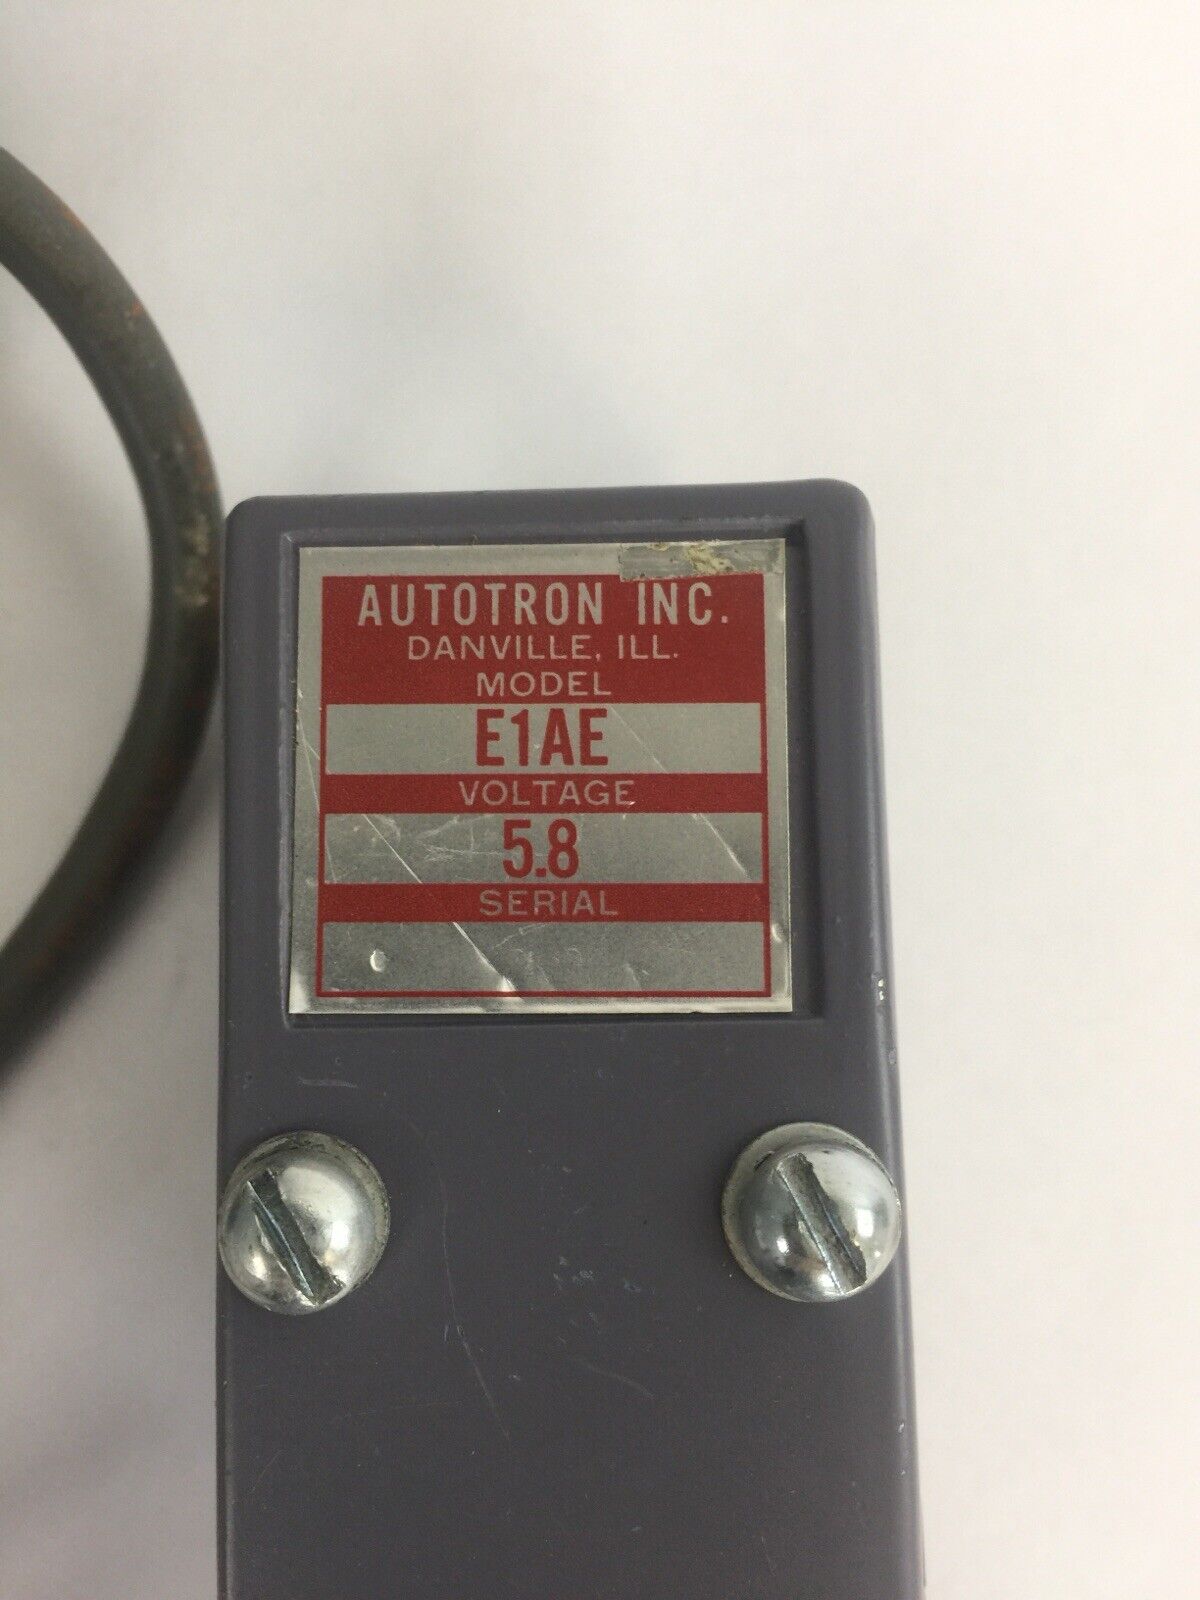 AUTOTRON INC.
DANVILLE, ILL.
MODEL
E1AE
VOLTAGE
5.8
SERIAL